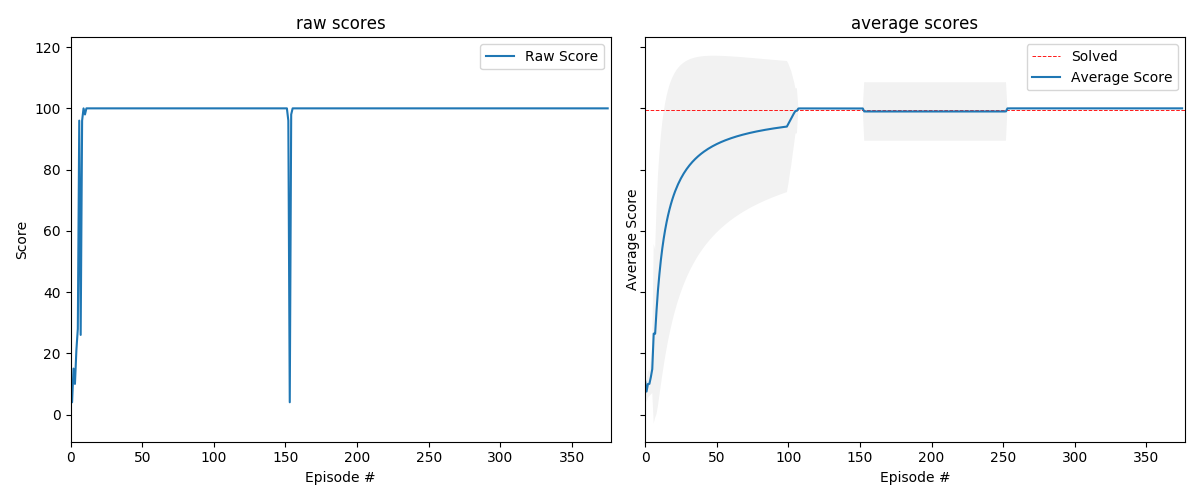 raw scores
Score
120
100
80
60
40
20
0
Raw Score
0 50 100 150 200 250 300 350
Episode #
average scores
Average Score
Solved
Average Score
0 50 100 150 200 250 300 350
Episode #